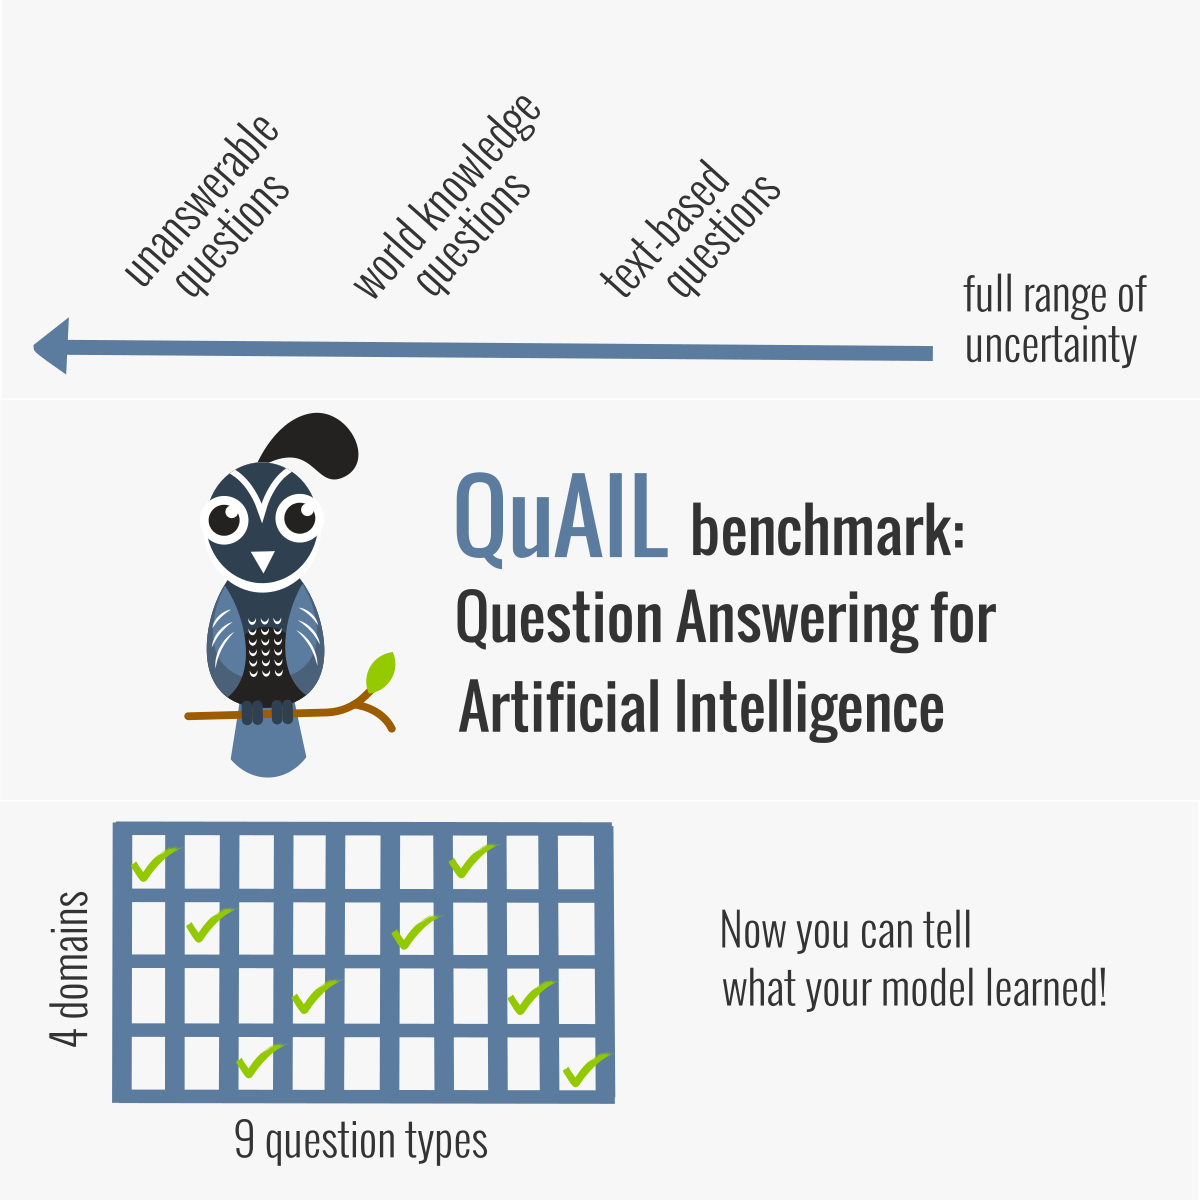 unanswerable
questions
world knowledge
questions
text-based
questions
full range of
uncertainty
QuAIL benchmark:
Question Answering for
Artificial Intelligence
4 domains
9 question types
Now you can tell
what your model learned!